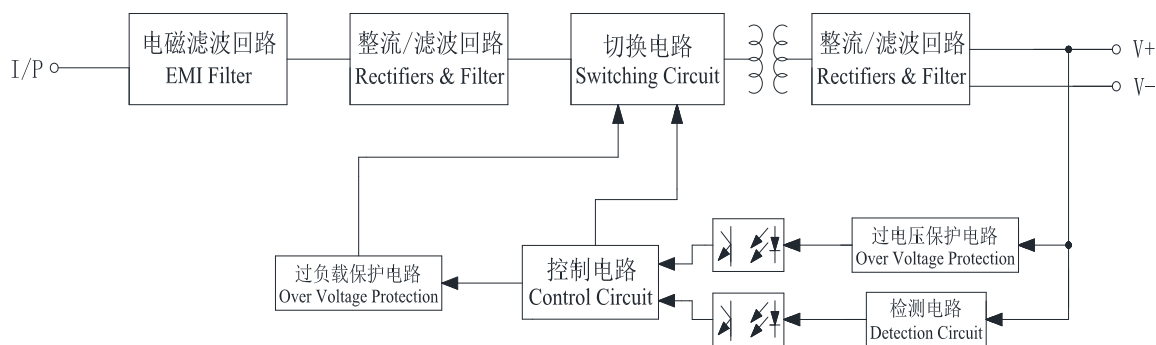 I/P
电磁滤波回路
EMI Filter
整流/滤波回路
Rectifiers & Filter
切换电路
Switching Circuit
整流/滤波回路
Rectifiers & Filter
V+
V-
过负载保护电路
Over Voltage Protection
控制电路
Control Circuit
过电压保护电路
Over Voltage Protection
检测电路
Detection Circuit